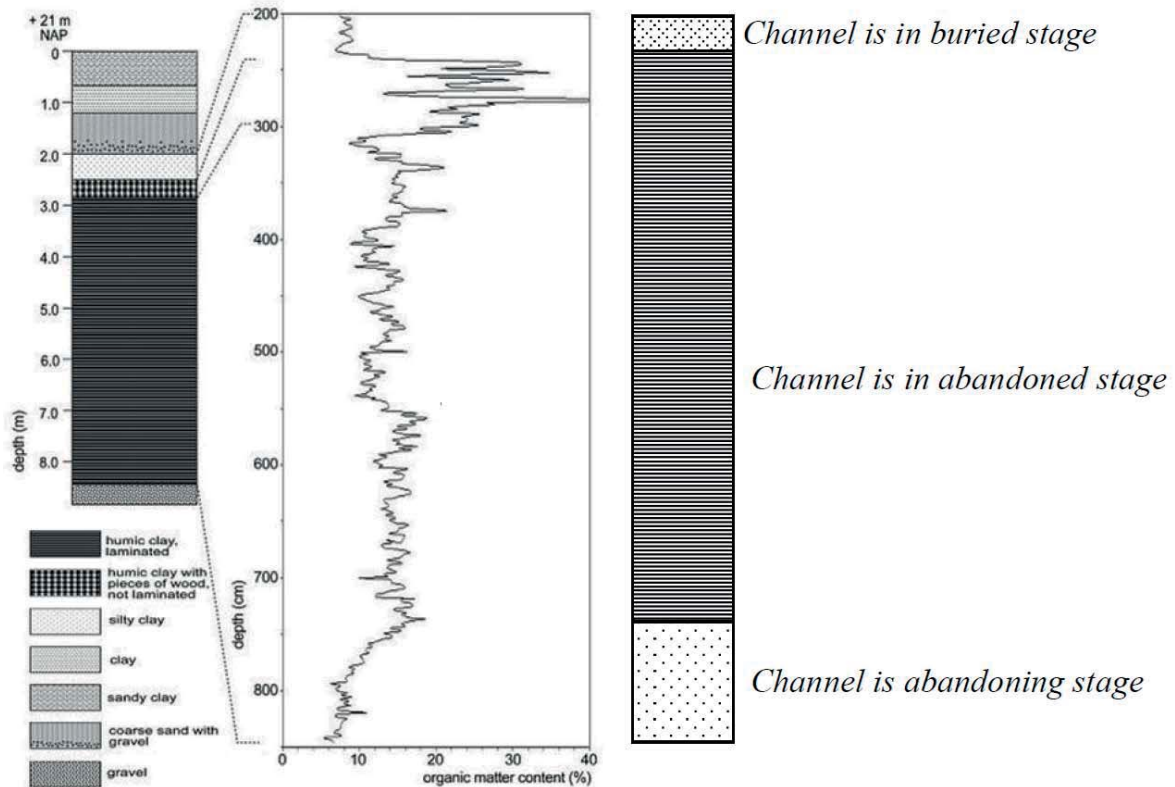 + 21 m
NAP
0
1.0
2.0
3.0
4.0
5.0
6.0
7.0
8.0
depth (m)
humic clay,
laminated
humic clay with
pieces of wood,
not laminated
silty clay
clay
sandy clay
coarse sand with
gravel
gravel
200
300
400
500
600
700
800
depth (cm)
0
10
20
30
40
organic matter content (%)
Channel is in buried stage
Channel is in abandoned stage
Channel is abandoning stage